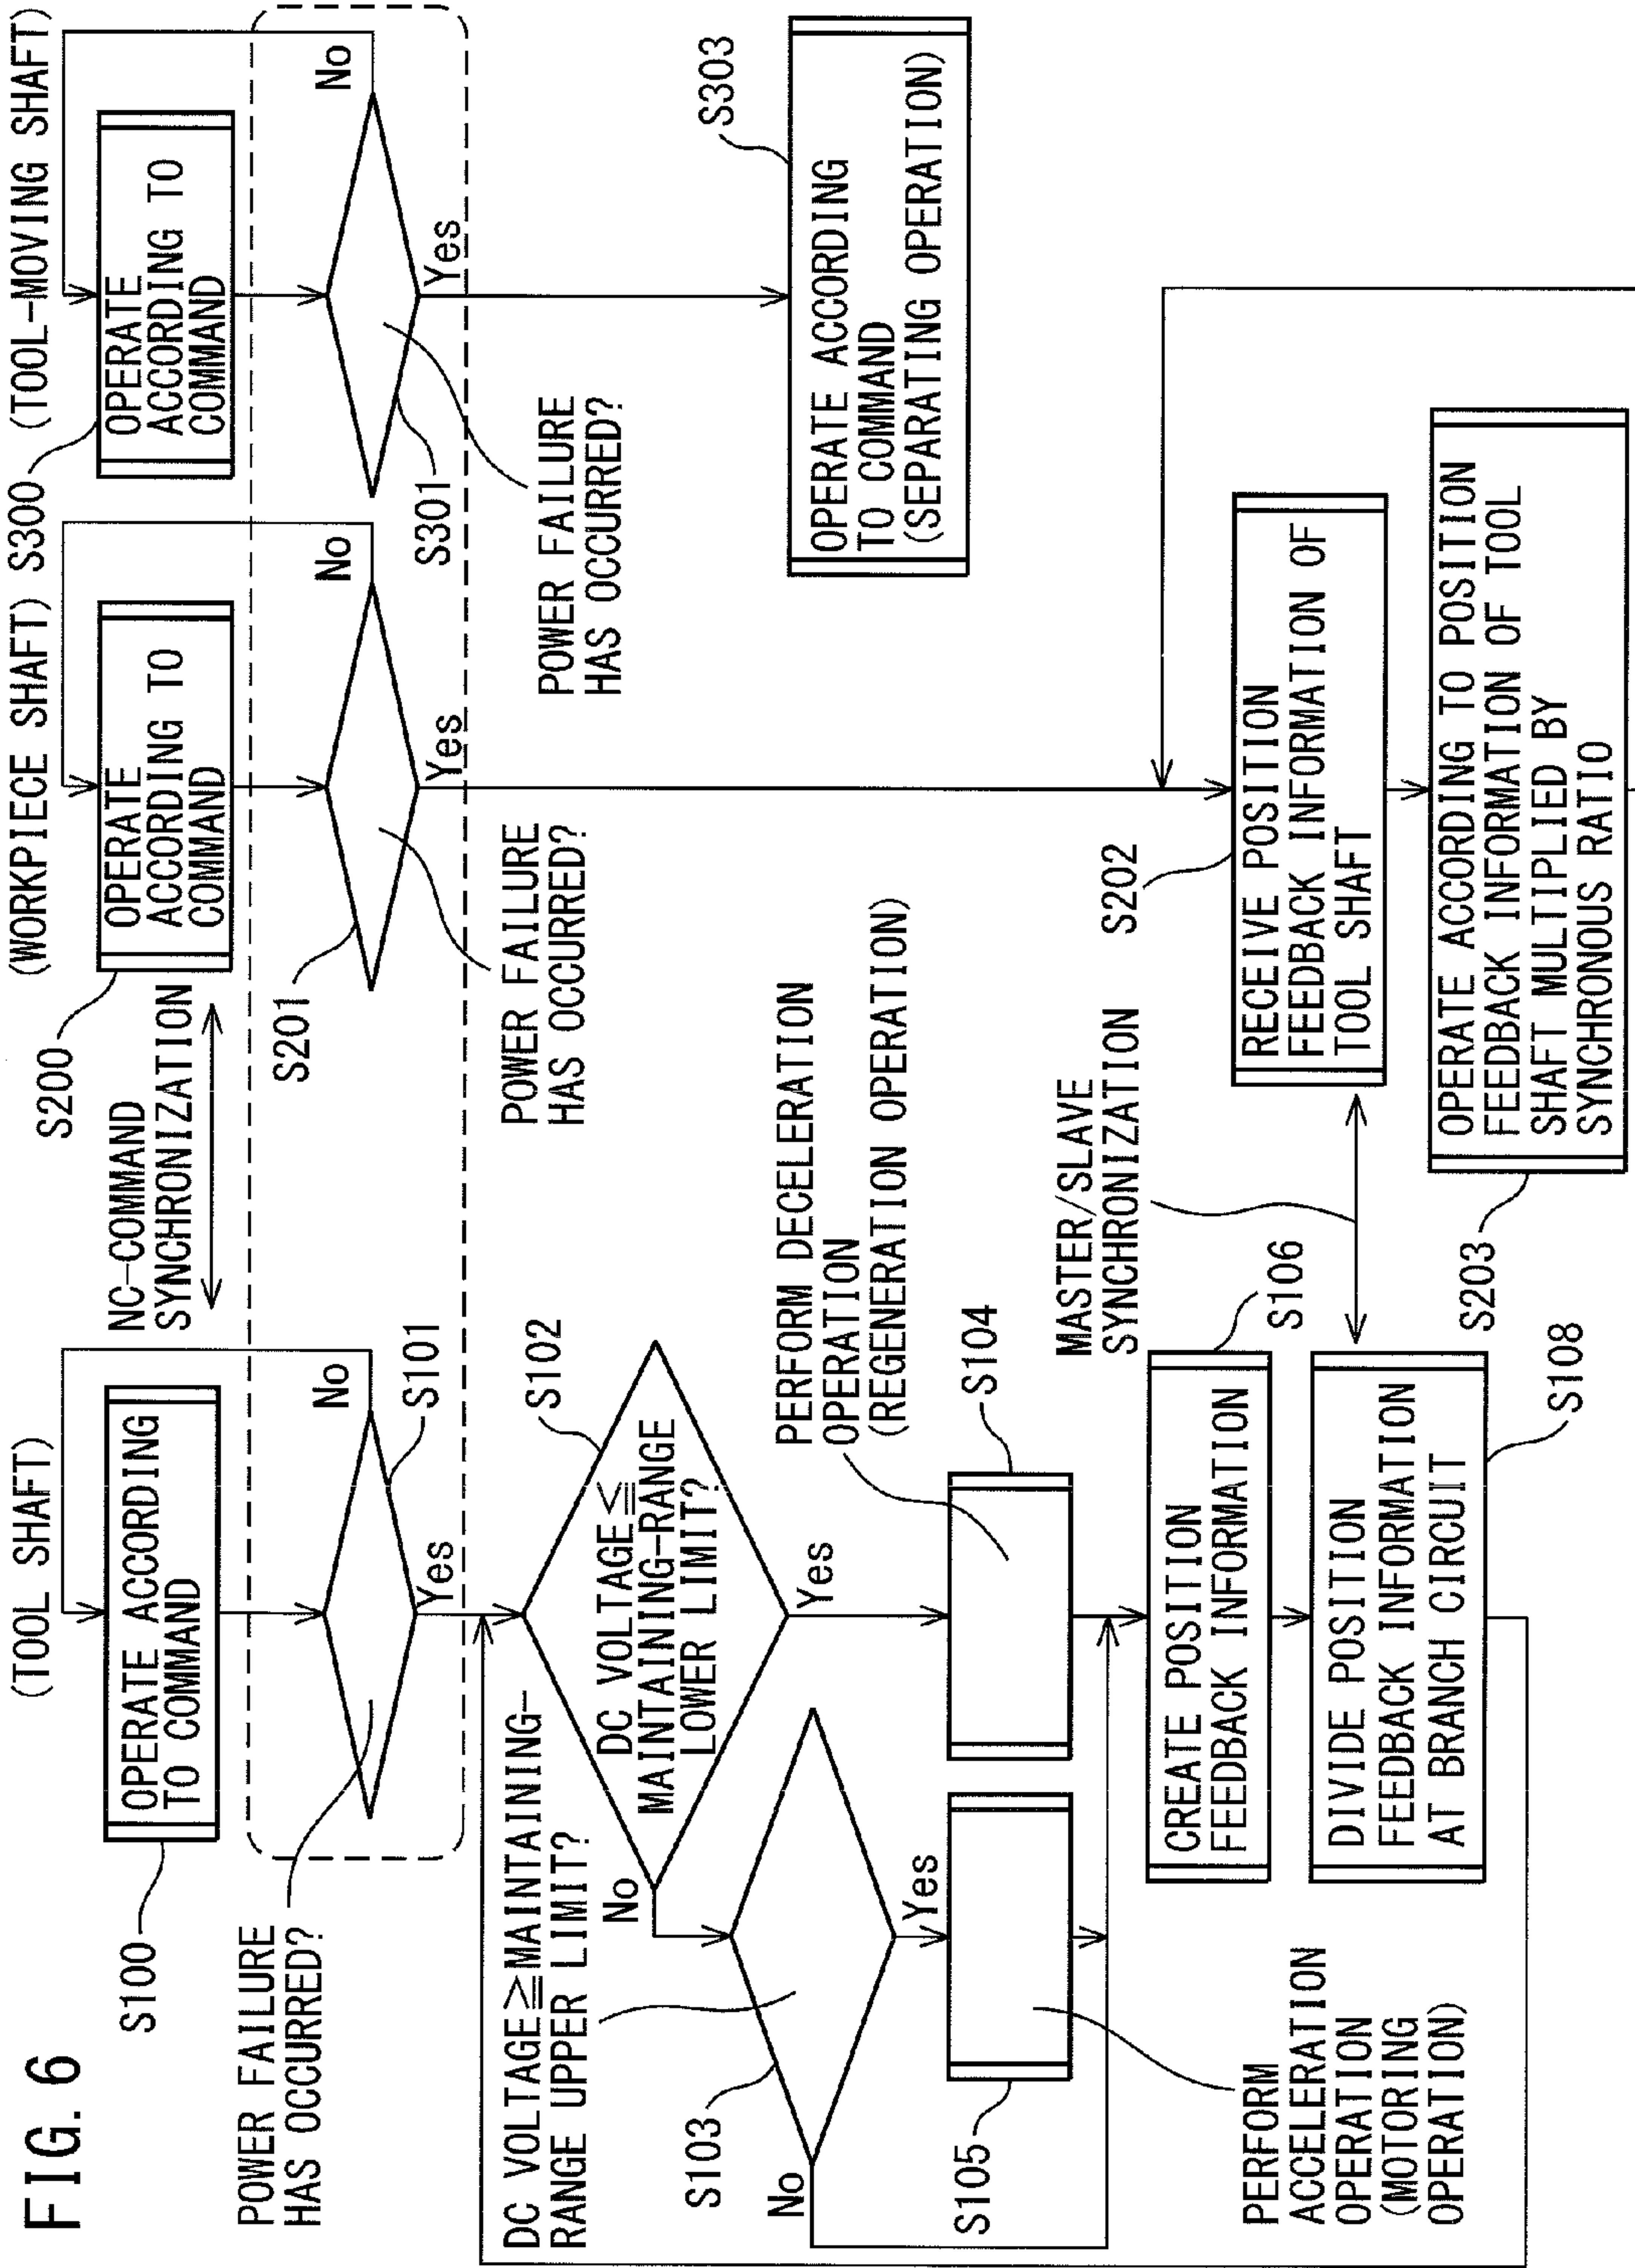 FIG. 6
(TOOL SHAFT)
S100
OPERATE ACCORDING
TO COMMAND
NC-COMMAND
SYNCHRONIZATION
(WORKPIECE SHAFT)
S200
OPERATE
ACCORDING TO
COMMAND
(TOOL-MOVING SHAFT)
S300
OPERATE
ACCORDING TO
COMMAND
POWER FAILURE
HAS OCCURRED?
S101
No
Yes
POWER FAILURE
HAS OCCURRED?
S201
No
Yes
POWER FAILURE
HAS OCCURRED?
S301
No
Yes
S102
DC VOLTAGE≦
MAINTAINING-RANGE
LOWER LIMIT?
No
Yes
DC VOLTAGE≧MAINTAINING-
RANGE UPPER LIMIT?
S103
No
Yes
PERFORM DECELERATION
OPERATION
(REGENERATION OPERATION)
S104
S105
PERFORM
ACCELERATION
OPERATION
(MOTORING
OPERATION)
CREATE POSITION
FEEDBACK INFORMATION
S106
DIVIDE POSITION
FEEDBACK INFORMATION
AT BRANCH CIRCUIT
S108
MASTER/SLAVE
SYNCHRONIZATION
S202
RECEIVE POSITION
FEEDBACK INFORMATION OF
TOOL SHAFT
S203
OPERATE ACCORDING TO POSITION
FEEDBACK INFORMATION OF TOOL
SHAFT MULTIPLIED BY
SYNCHRONOUS RATIO
S303
OPERATE ACCORDING
TO COMMAND
(SEPARATING OPERATION)